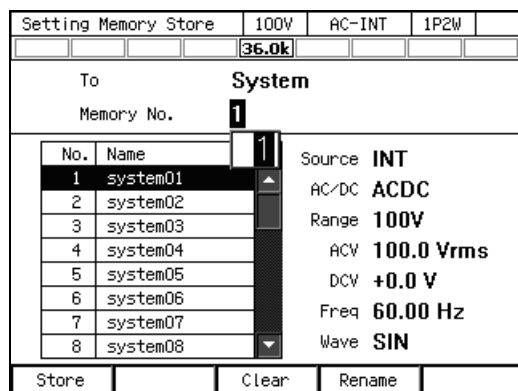 Setting Memory Store 100V AC-INT 1P2W
36.0k
To System
Memory No. 1
1
No. Name
1 system01
2 system02
3 system03
4 system04
5 system05
6 system06
7 system07
8 system08
Source INT
AC/DC ACDC
Range 100V
ACV 100.0 Vrms
DCV +0.0 V
Freq 60.00 Hz
Wave SIN
Store Clear Rename